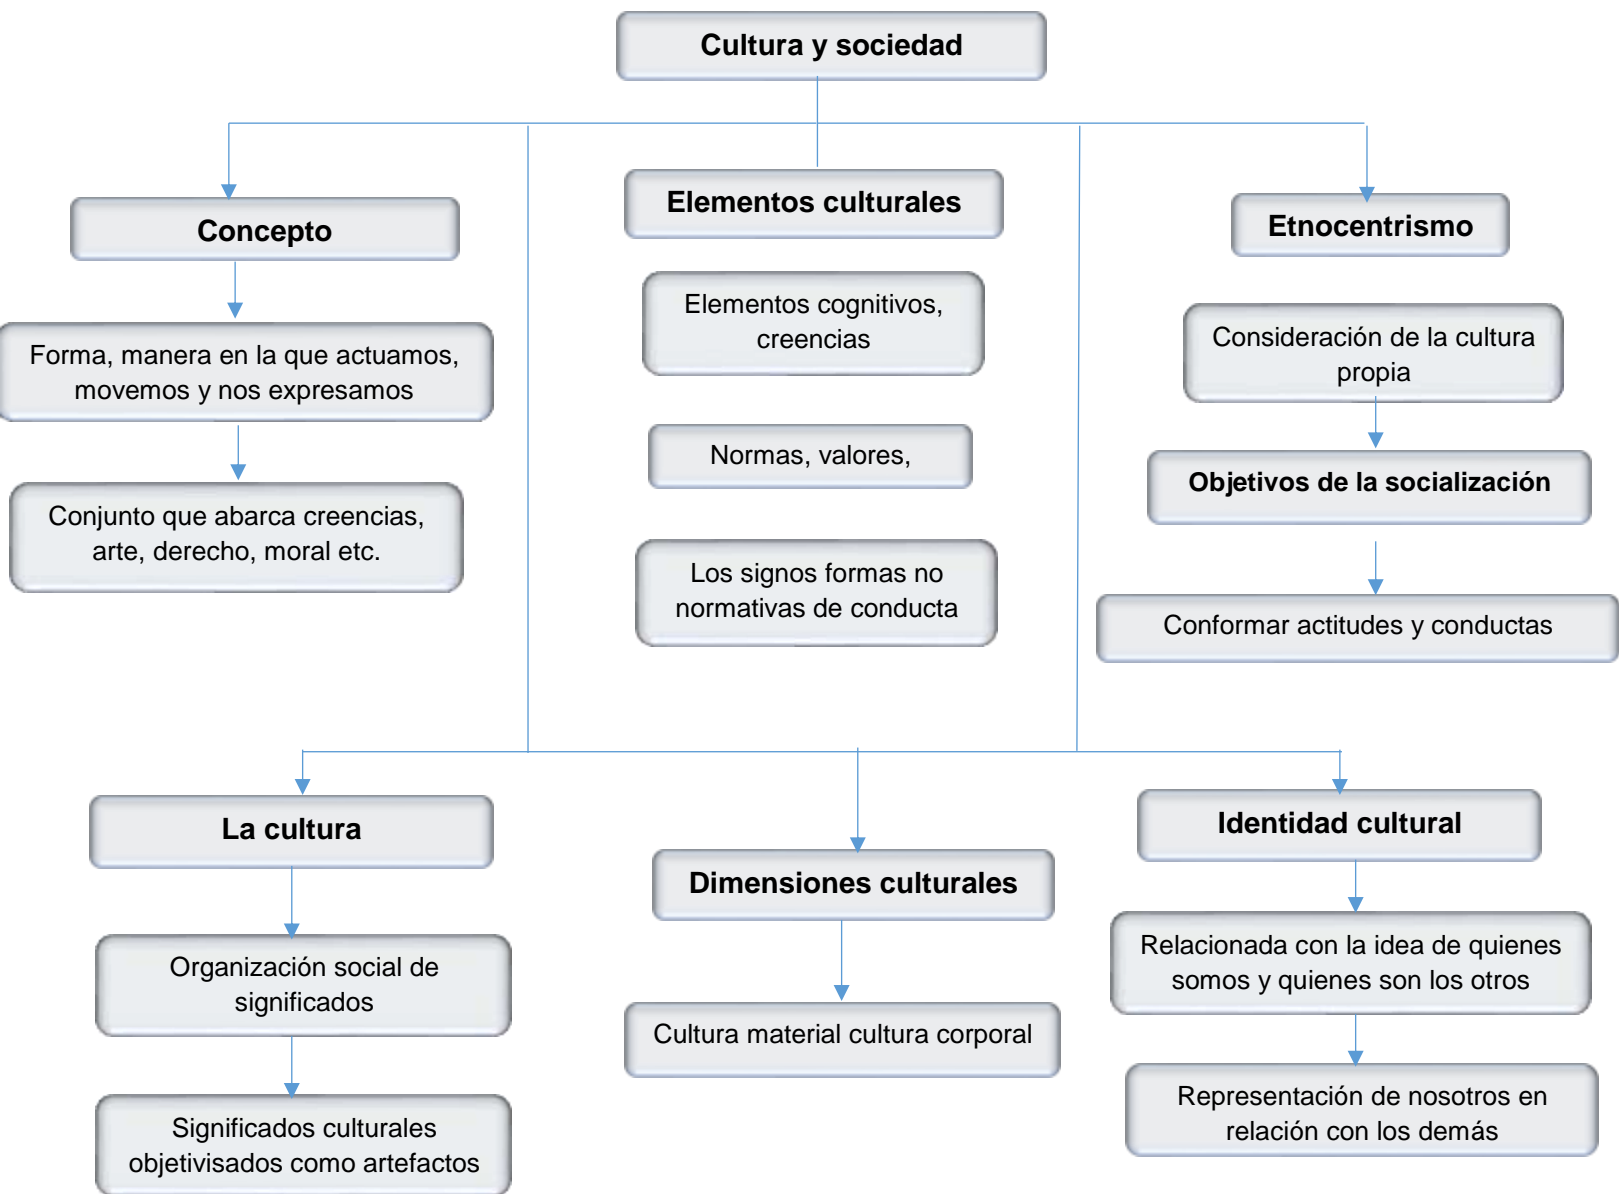 Cultura y sociedad
Concepto
Forma, manera en la que actuamos,
movemos y nos expresamos
Conjunto que abarca creencias,
arte, derecho, moral etc.
Elementos culturales
Elementos cognitivos,
creencias
Normas, valores,
Los signos formas no
normativas de conducta
Etnocentrismo
Consideración de la cultura
propia
Objetivos de la socialización
Conformar actitudes y conductas
La cultura
Organización social de
significados
Significados culturales
objetivisados como artefactos
Dimensiones culturales
Cultura material cultura corporal
Identidad cultural
Relacionada con la idea de quienes
somos y quienes son los otros
Representación de nosotros en
relación con los demás